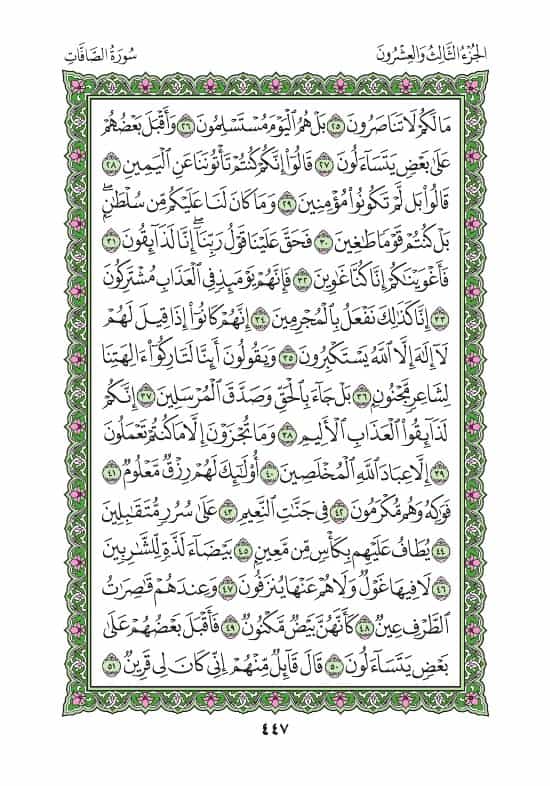 سُورَةُ الصَّافَّاتِ
الجُزْءُ الثَّالِثُ وَالعِشْرُونَ
مَا لَكُمْ لَا تَنَاصَرُونَ ٢٥ بَلْ هُمُ الْيَوْمَ مُسْتَسْلِمُونَ ٢٦ وَأَقْبَلَ بَعْضُهُمْ
عَلَىٰ بَعْضٍ يَتَسَاءَلُونَ ٢٧ قَالُوا إِنَّكُمْ كُنْتُمْ تَأْتُونَنَا عَنِ الْيَمِينِ ٢٨
قَالُوا بَلْ لَمْ تَكُونُوا مُؤْمِنِينَ ٢٩ وَمَا كَانَ لَنَا عَلَيْكُمْ مِنْ سُلْطَانٍ ۖ
بَلْ كُنْتُمْ قَوْمًا طَاغِينَ ٣٠ فَحَقَّ عَلَيْنَا قَوْلُ رَبِّنَا ۖ إِنَّا لَذَائِقُونَ ٣١
فَأَغْوَيْنَاكُمْ إِنَّا كُنَّا غَاوِينَ ٣٢ فَإِنَّهُمْ يَوْمَئِذٍ فِي الْعَذَابِ مُشْتَرِكُونَ
٣٣ إِنَّا كَذَٰلِكَ نَفْعَلُ بِالْمُجْرِمِينَ ٣٤ إِنَّهُمْ كَانُوا إِذَا قِيلَ لَهُمْ
لَا إِلَٰهَ إِلَّا اللَّهُ يَسْتَكْبِرُونَ ٣٥ وَيَقُولُونَ أَئِنَّا لَتَارِكُو آلِهَتِنَا
لِشَاعِرٍ مَجْنُونٍ ٣٦ بَلْ جَاءَ بِالْحَقِّ وَصَدَّقَ الْمُرْسَلِينَ ٣٧ إِنَّكُمْ
لَذَائِقُو الْعَذَابِ الْأَلِيمِ ٣٨ وَمَا تُجْزَوْنَ إِلَّا مَا كُنْتُمْ تَعْمَلُونَ
٣٩ إِلَّا عِبَادَ اللَّهِ الْمُخْلَصِينَ ٤٠ أُولَٰئِكَ لَهُمْ رِزْقٌ مَعْلُومٌ ٤١
فَوَاكِهُ وَهُمْ مُكْرَمُونَ ٤٢ فِي جَنَّاتِ النَّعِيمِ ٤٣ عَلَىٰ سُرُرٍ مُتَقَابِلِينَ
٤٤ يُطَافُ عَلَيْهِمْ بِكَأْسٍ مِنْ مَعِينٍ ٤٥ بَيْضَاءَ لَذَّةٍ لِلشَّارِبِينَ
٤٦ لَا فِيهَا غَوْلٌ وَلَا هُمْ عَنْهَا يُنْزَفُونَ ٤٧ وَعِنْدَهُمْ قَاصِرَاتُ
الطَّرْفِ عِينٌ ٤٨ كَأَنَّهُنَّ بَيْضٌ مَكْنُونٌ ٤٩ فَأَقْبَلَ بَعْضُهُمْ عَلَىٰ
بَعْضٍ يَتَسَاءَلُونَ ٥٠ قَالَ قَائِلٌ مِنْهُمْ إِنِّي كَانَ لِي قَرِينٌ ٥١
٤٤٧